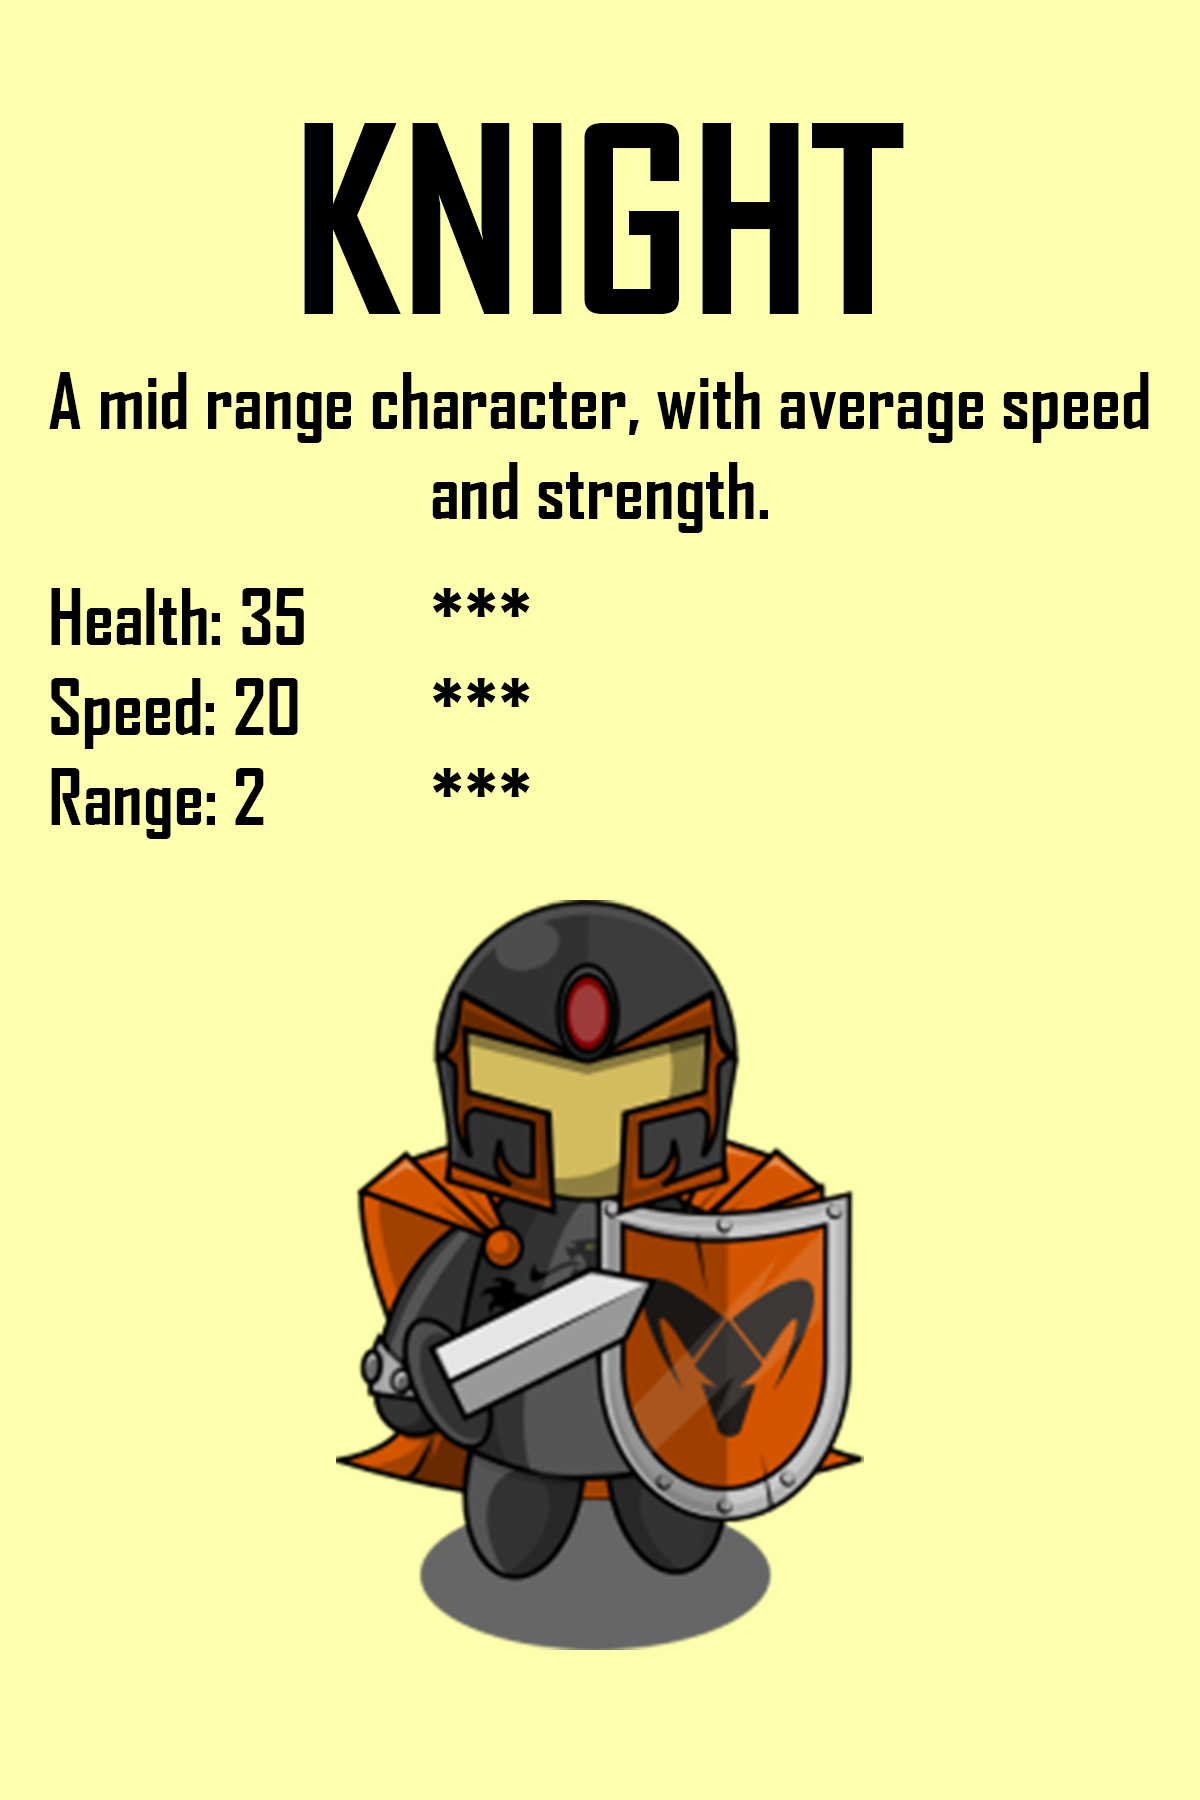 KNIGHT
A mid range character, with average speed
and strength.
Health: 35 ***
Speed: 20 ***
Range: 2 ***